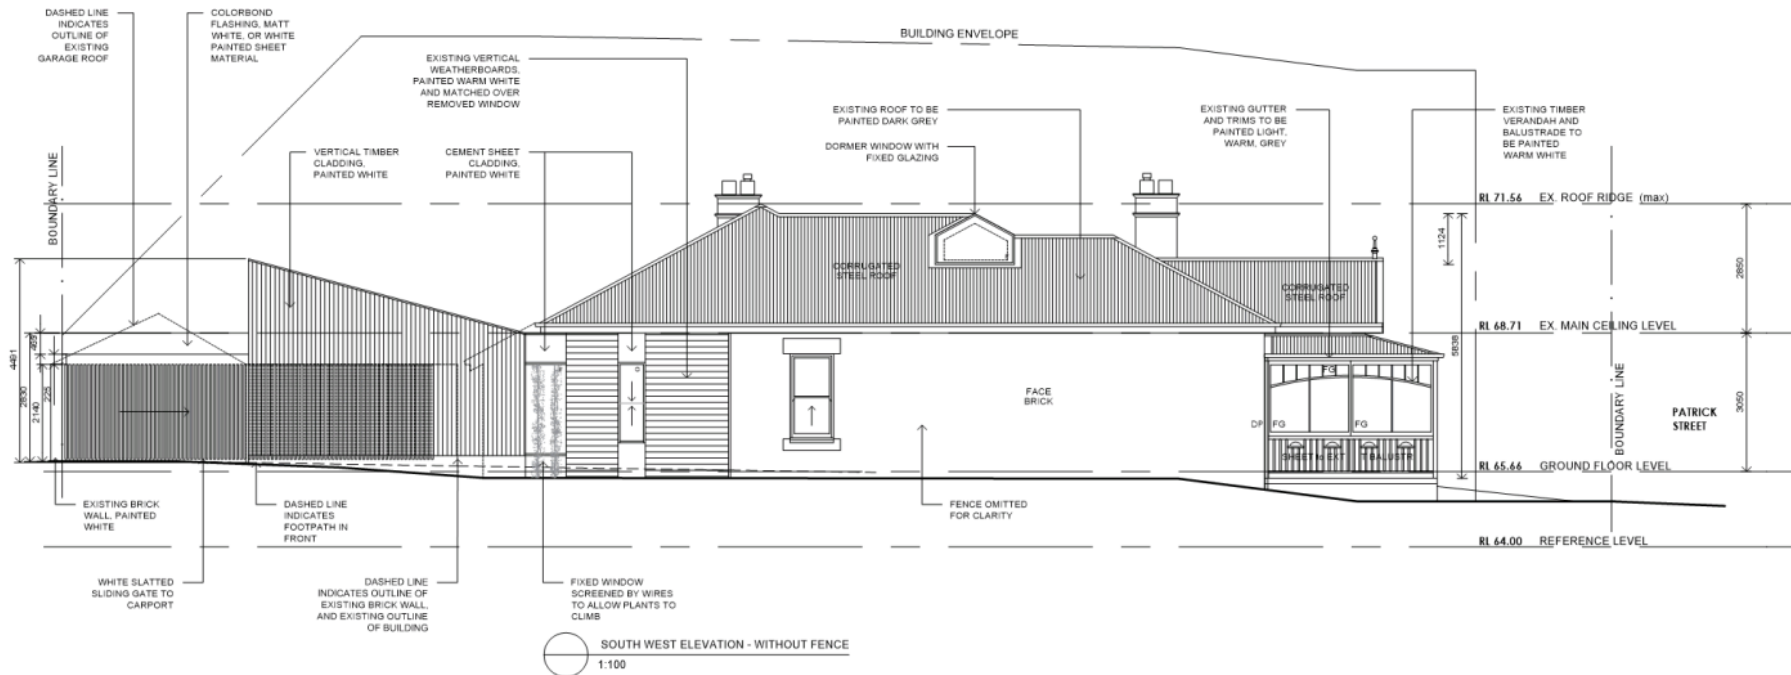 DASHED LINE
INDICATES
OUTLINE OF
EXISTING
GARAGE ROOF
COLORBOND
FLASHING, MATT
WHITE, OR WHITE
PAINTED SHEET
MATERIAL
EXISTING VERTICAL
WEATHERBOARDS,
PAINTED WARM WHITE
AND MATCHED OVER
REMOVED WINDOW
BUILDING ENVELOPE
EXISTING ROOF TO BE
PAINTED DARK GREY
EXISTING GUTTER
AND TRIMS TO BE
PAINTED LIGHT,
WARM, GREY
EXISTING TIMBER
VERANDAH AND
BALUSTRADE TO
BE PAINTED
WARM WHITE
BOUNDARY LINE
VERTICAL TIMBER
CLADDING,
PAINTED WHITE
CEMENT SHEET
CLADDING,
PAINTED WHITE
DORMER WINDOW WITH
FIXED GLAZING
RL 71.56 EX. ROOF RIDGE (max)
1124
2850
CORRUGATED
STEEL ROOF
CORRUGATED
STEEL ROOF
RL 68.71 EX. MAIN CEILING LEVEL
4491
2830
2140
469
225
5838
3050
FG
FACE
BRICK
DP
FG
FG
SHEET to EXT
T BALUSTR
BOUNDARY LINE
PATRICK
STREET
RL 65.66 GROUND FLOOR LEVEL
EXISTING BRICK
WALL, PAINTED
WHITE
DASHED LINE
INDICATES
FOOTPATH IN
FRONT
FENCE OMITTED
FOR CLARITY
RL 64.00 REFERENCE LEVEL
WHITE SLATTED
SLIDING GATE TO
CARPORT
DASHED LINE
INDICATES OUTLINE OF
EXISTING BRICK WALL,
AND EXISTING OUTLINE
OF BUILDING
FIXED WINDOW
SCREENED BY WIRES
TO ALLOW PLANTS TO
CLIMB
SOUTH WEST ELEVATION - WITHOUT FENCE
1:100